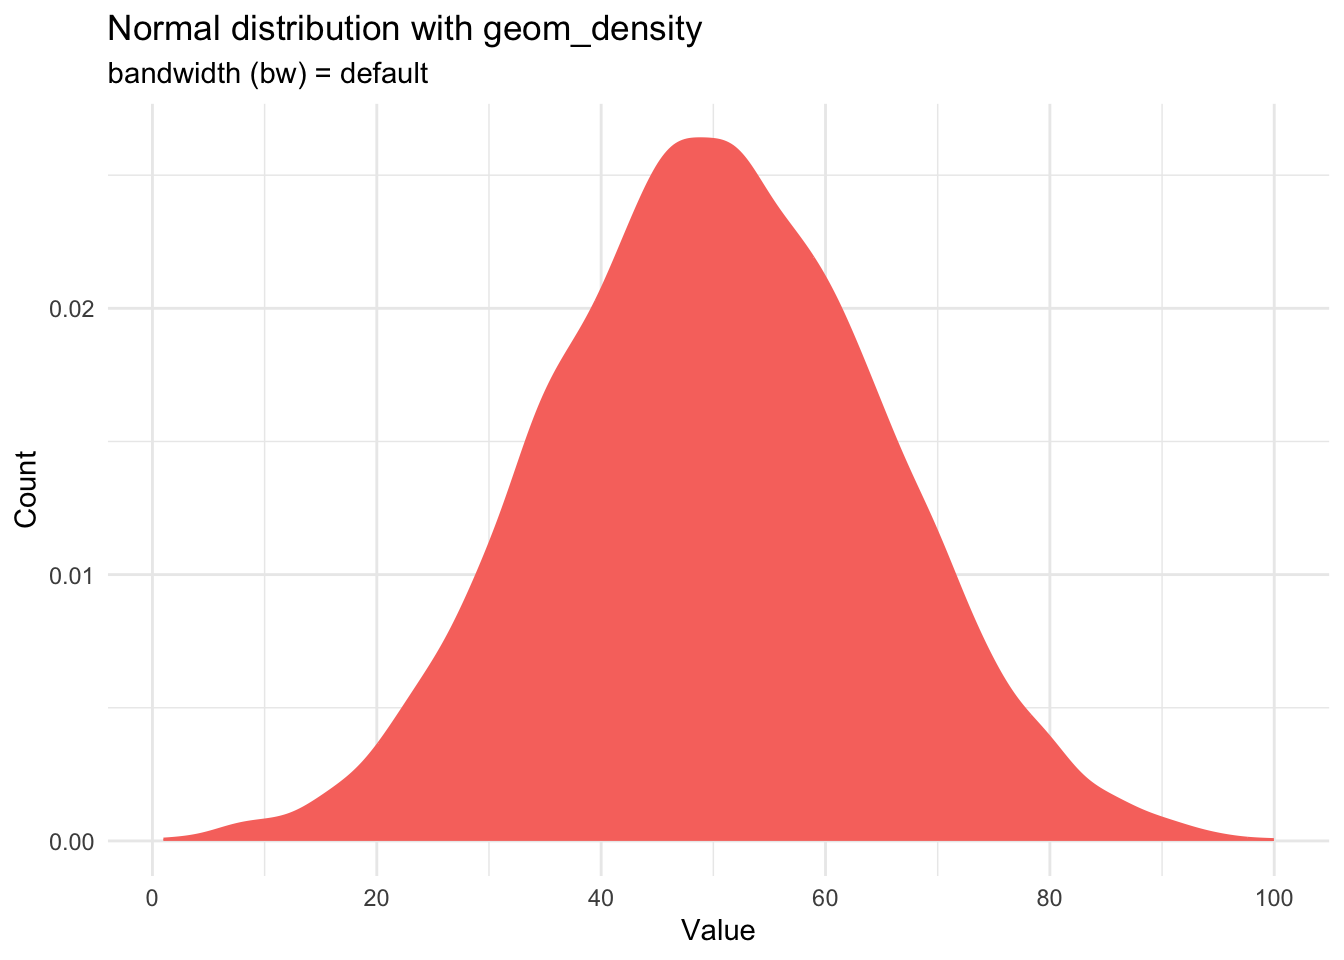 Normal distribution with geom_density
bandwidth (bw) = default
Count
0.02
0.01
0.00
0 20 40 60 80 100
Value